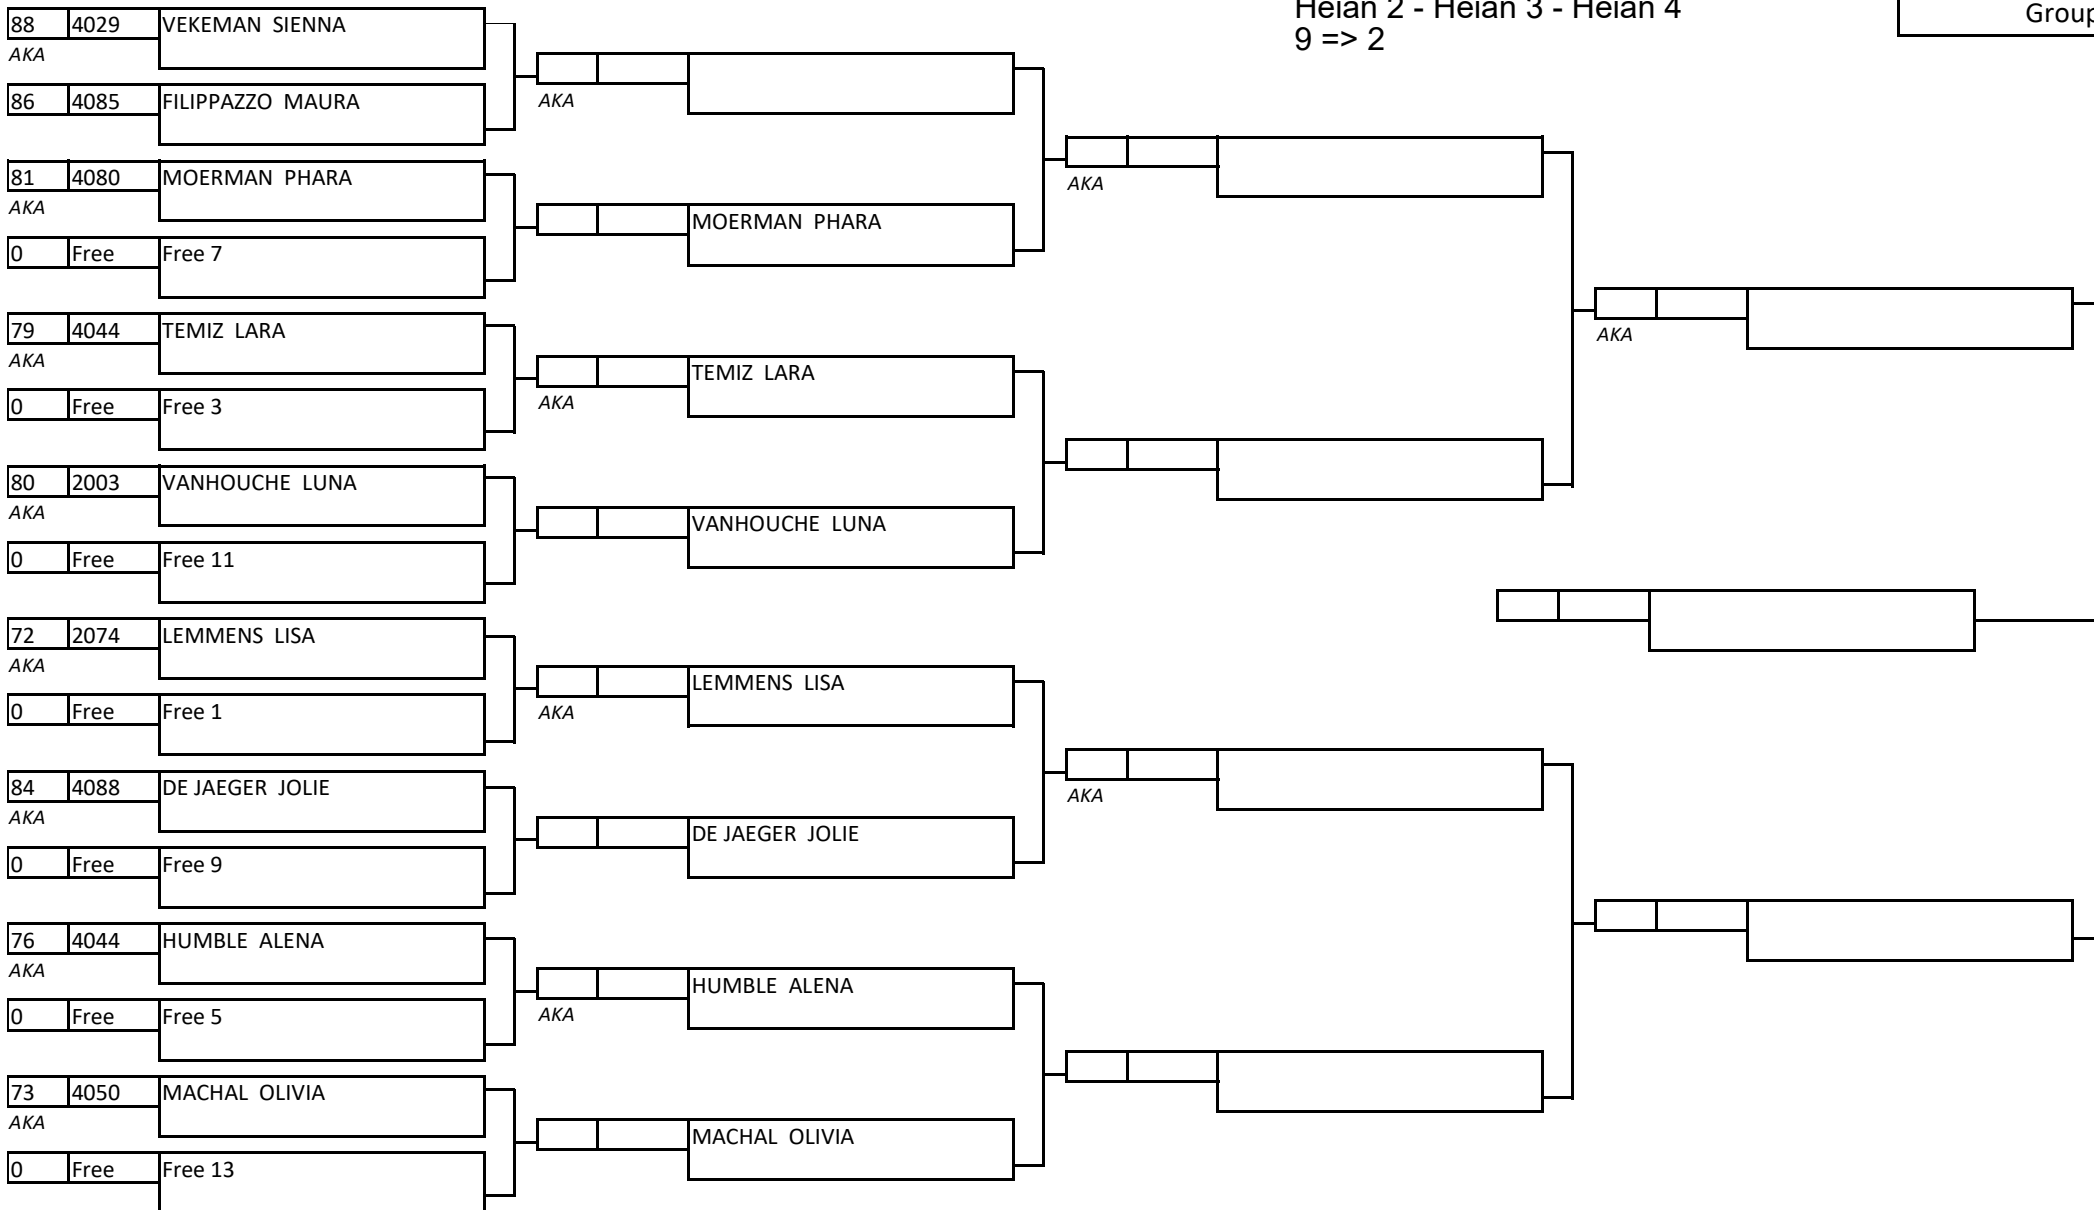 Heian 2 - Heian 3 - Heian 4
9 => 2
Group
88 4029 VEKEMAN SIENNA
AKA
86 4085 FILIPPAZZO MAURA
81 4080 MOERMAN PHARA
AKA
0 Free Free 7
79 4044 TEMIZ LARA
AKA
0 Free Free 3
80 2003 VANHOUCHE LUNA
AKA
0 Free Free 11
72 2074 LEMMENS LISA
AKA
0 Free Free 1
84 4088 DE JAEGER JOLIE
AKA
0 Free Free 9
76 4044 HUMBLE ALENA
AKA
0 Free Free 5
73 4050 MACHAL OLIVIA
AKA
0 Free Free 13
AKA
MOERMAN PHARA
TEMIZ LARA
AKA
VANHOUCHE LUNA
LEMMENS LISA
AKA
DE JAEGER JOLIE
HUMBLE ALENA
AKA
MACHAL OLIVIA
AKA
AKA
AKA